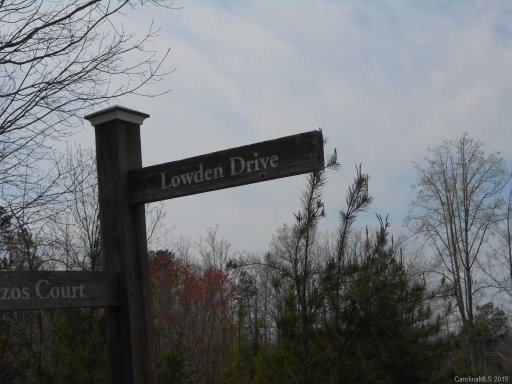 Lowden Drive
zos Court
CarolinaMLS © 2019